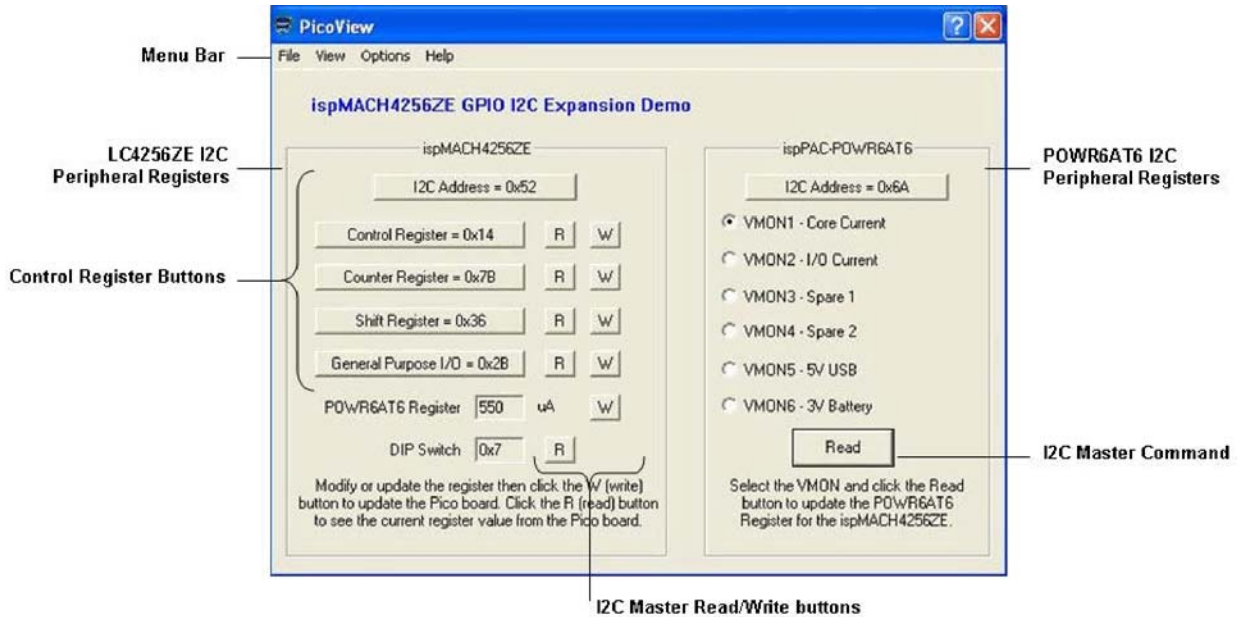 PicoView
Menu Bar
File View Options Help
ispMACH4256ZE GPIO I2C Expansion Demo
LC4256ZE I2C
Peripheral Registers
Control Register Buttons
ispMACH4256ZE
I2C Address = 0x52
Control Register = 0x14 R W
Counter Register = 0x7B R W
Shift Register = 0x36 R W
General Purpose I/O = 0x2B R W
POWR6AT6 Register 550 uA W
DIP Switch 0x7 R
Modify or update the register then click the W (write)
button to update the Pico board. Click the R (read) button
to see the current register value from the Pico board.
ispPAC-POWR6AT6
I2C Address = 0x6A
VMON1 - Core Current
VMON2 - I/O Current
VMON3 - Spare 1
VMON4 - Spare 2
VMON5 - 5V USB
VMON6 - 3V Battery
Read
Select the VMON and click the Read
button to update the POWR6AT6
Register for the ispMACH4256ZE.
POWR6AT6 I2C
Peripheral Registers
I2C Master Command
I2C Master Read/Write buttons